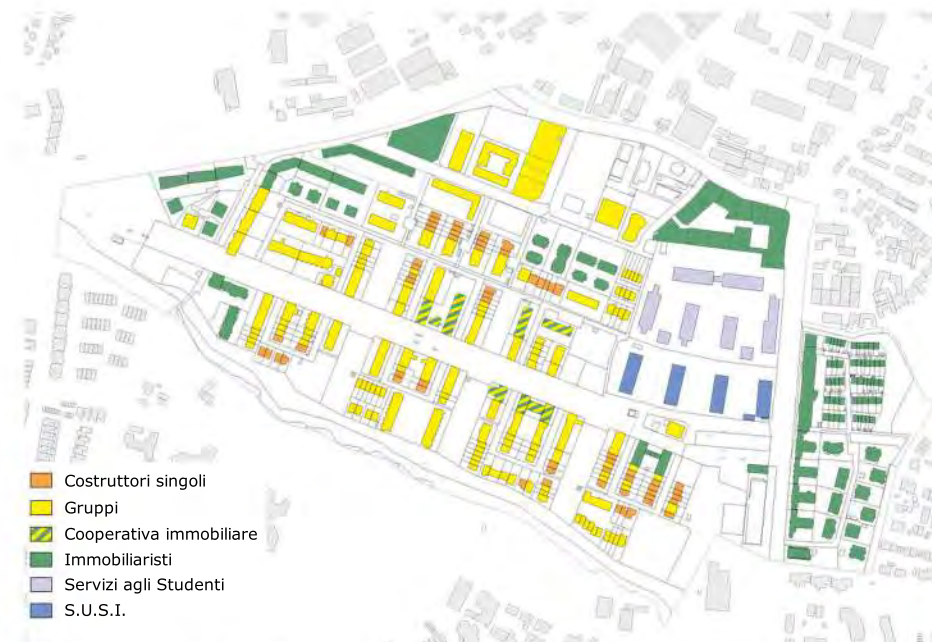 Costruttori singoli
Gruppi
Cooperativa immobiliare
Immobiliaristi
Servizi agli Studenti
S.U.S.I.